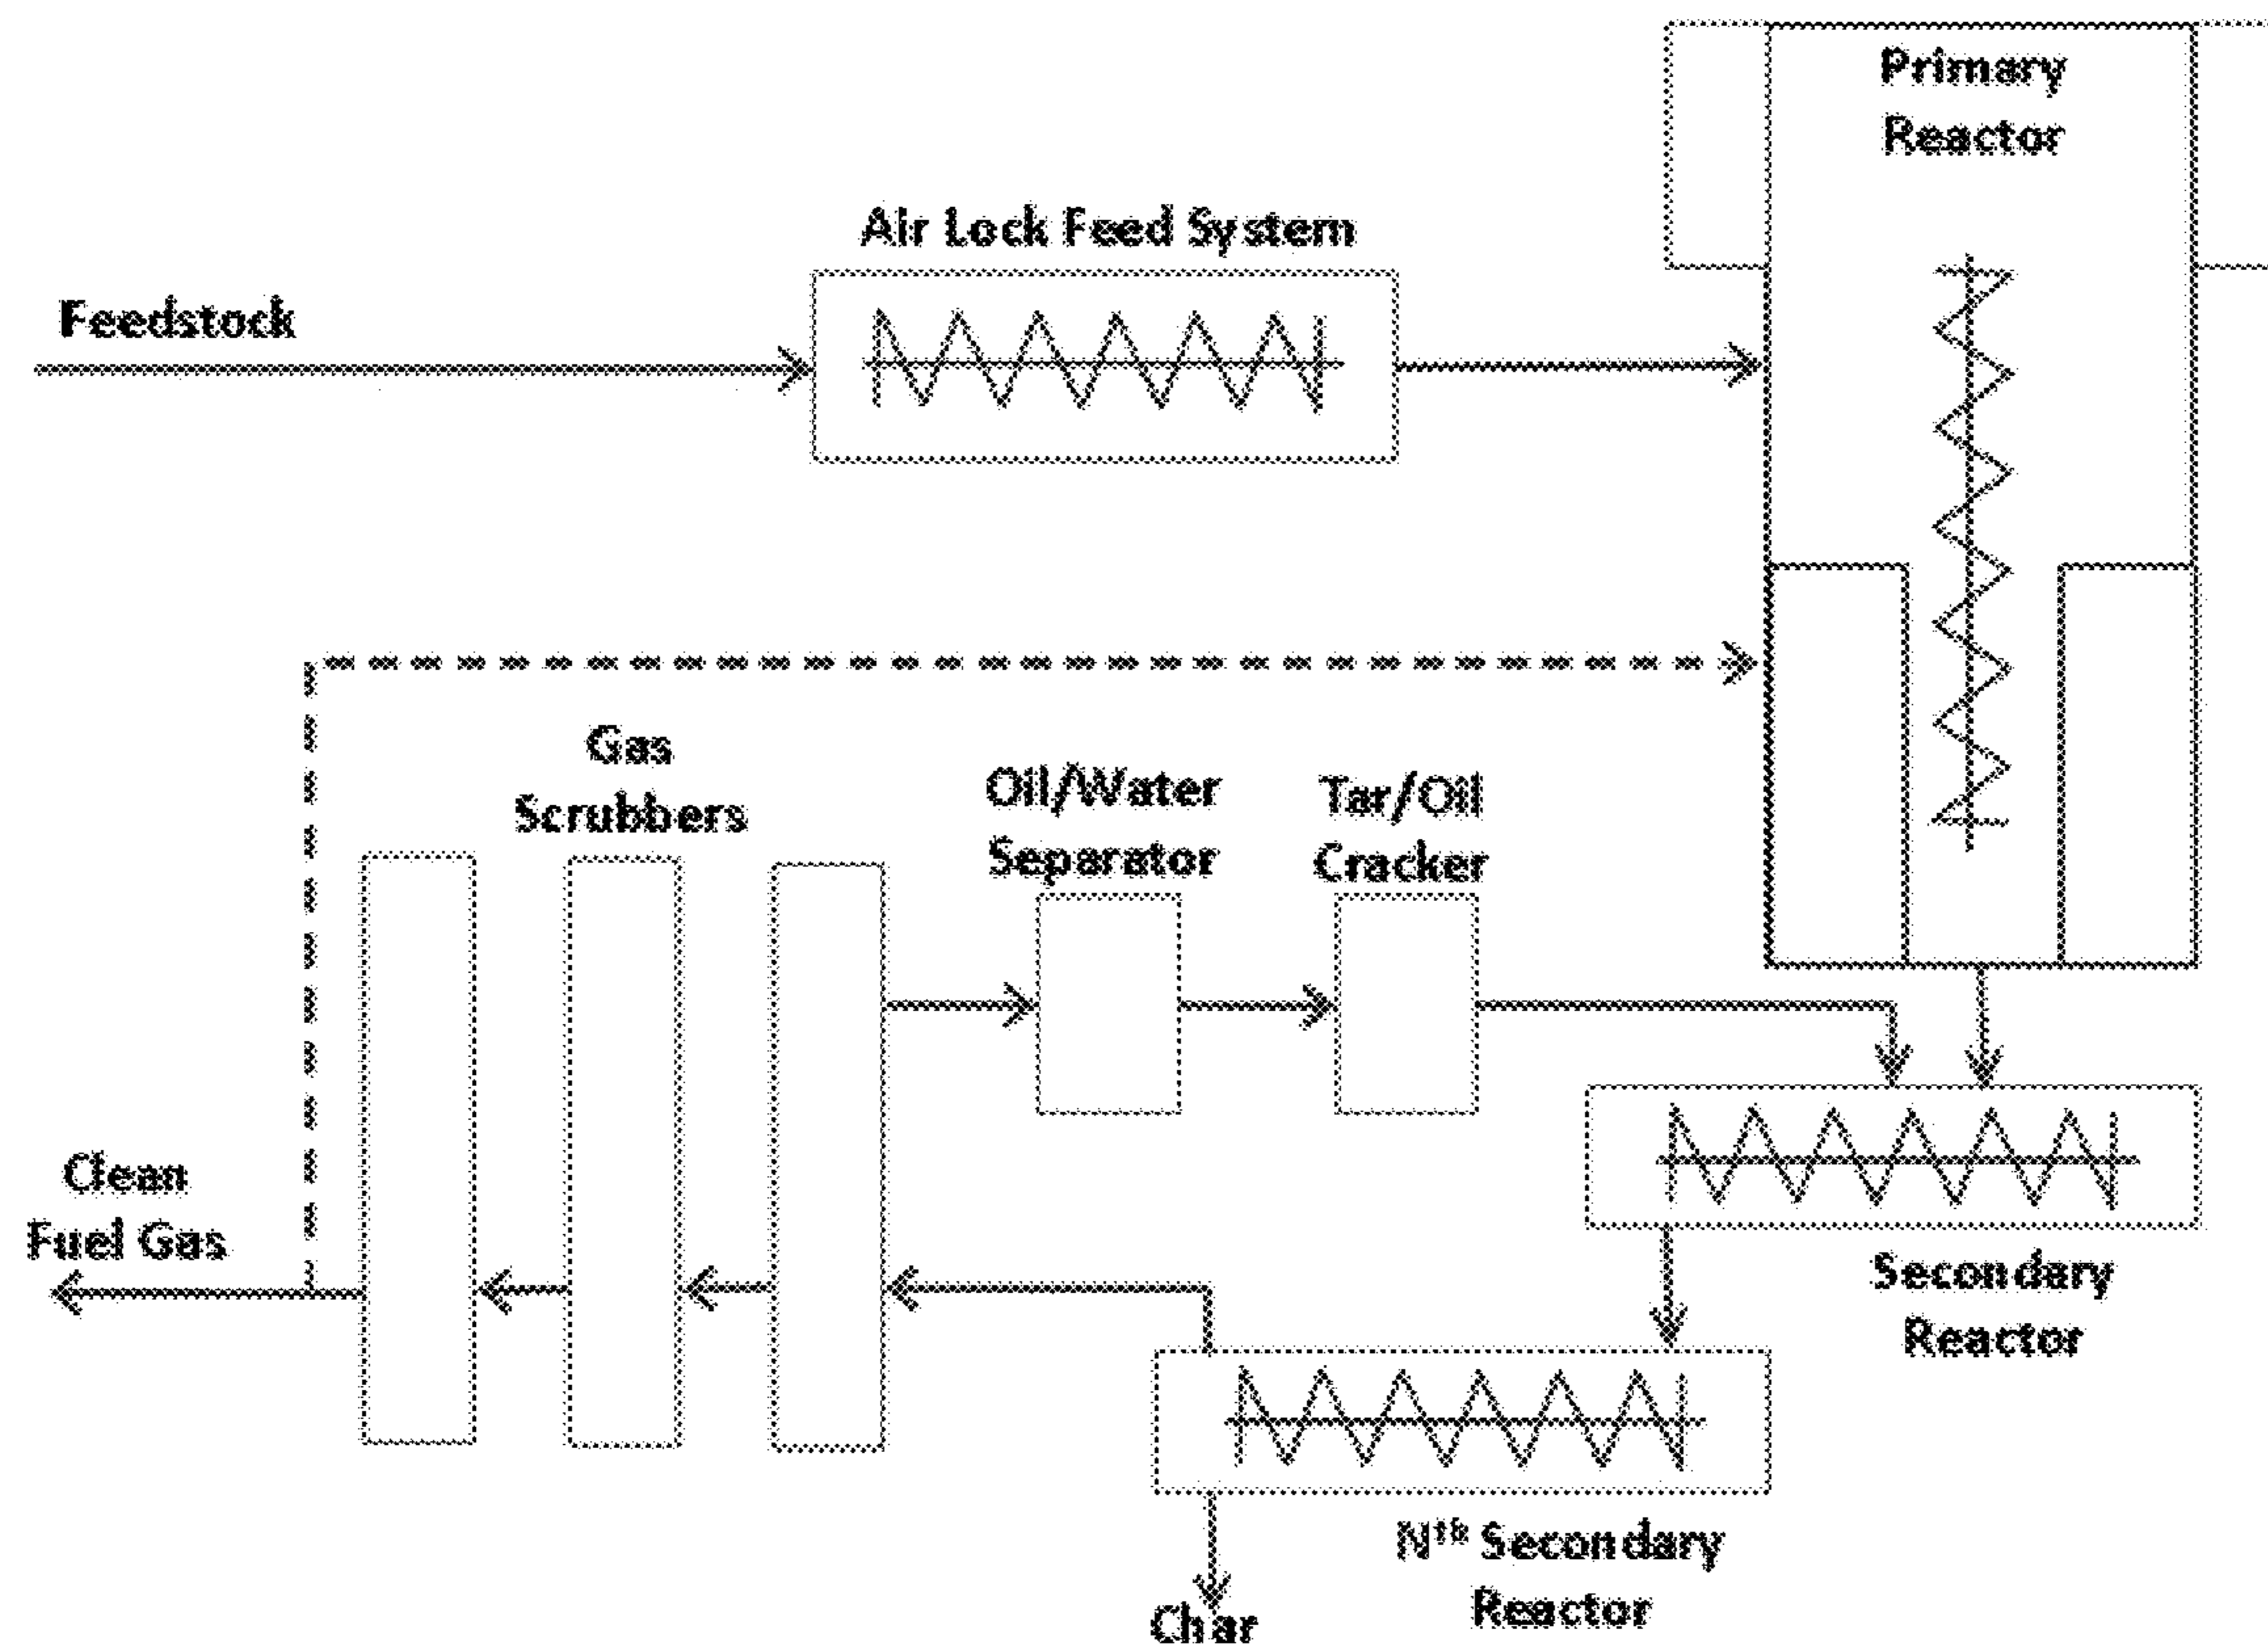 Primary
Reactor
Air Lock Feed System
Feedstock
Gas
Scrubbers
Oil/Water
Separator
Tar/Oil
Cracker
Clean
Fuel Gas
Secondary
Reactor
Nth Secondary
Reactor
Char